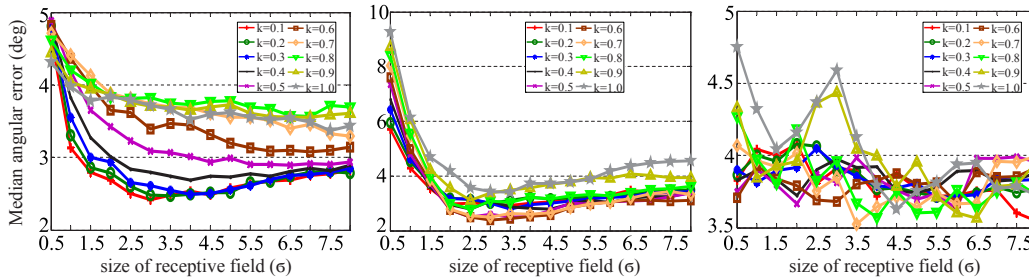 Median angular error (deg)
5
4
3
2
k=0.1 k=0.6
k=0.2 k=0.7
k=0.3 k=0.8
k=0.4 k=0.9
k=0.5 k=1.0
0.5 1.5 2.5 3.5 4.5 5.5 6.5 7.5
size of receptive field (σ)
10
8
6
4
2
k=0.1 k=0.6
k=0.2 k=0.7
k=0.3 k=0.8
k=0.4 k=0.9
k=0.5 k=1.0
0.5 1.5 2.5 3.5 4.5 5.5 6.5 7.5
size of receptive field (σ)
5
4.5
4
3.5
k=0.1 k=0.6
k=0.2 k=0.7
k=0.3 k=0.8
k=0.4 k=0.9
k=0.5 k=1.0
0.5 1.5 2.5 3.5 4.5 5.5 6.5 7.5
size of receptive field (σ)